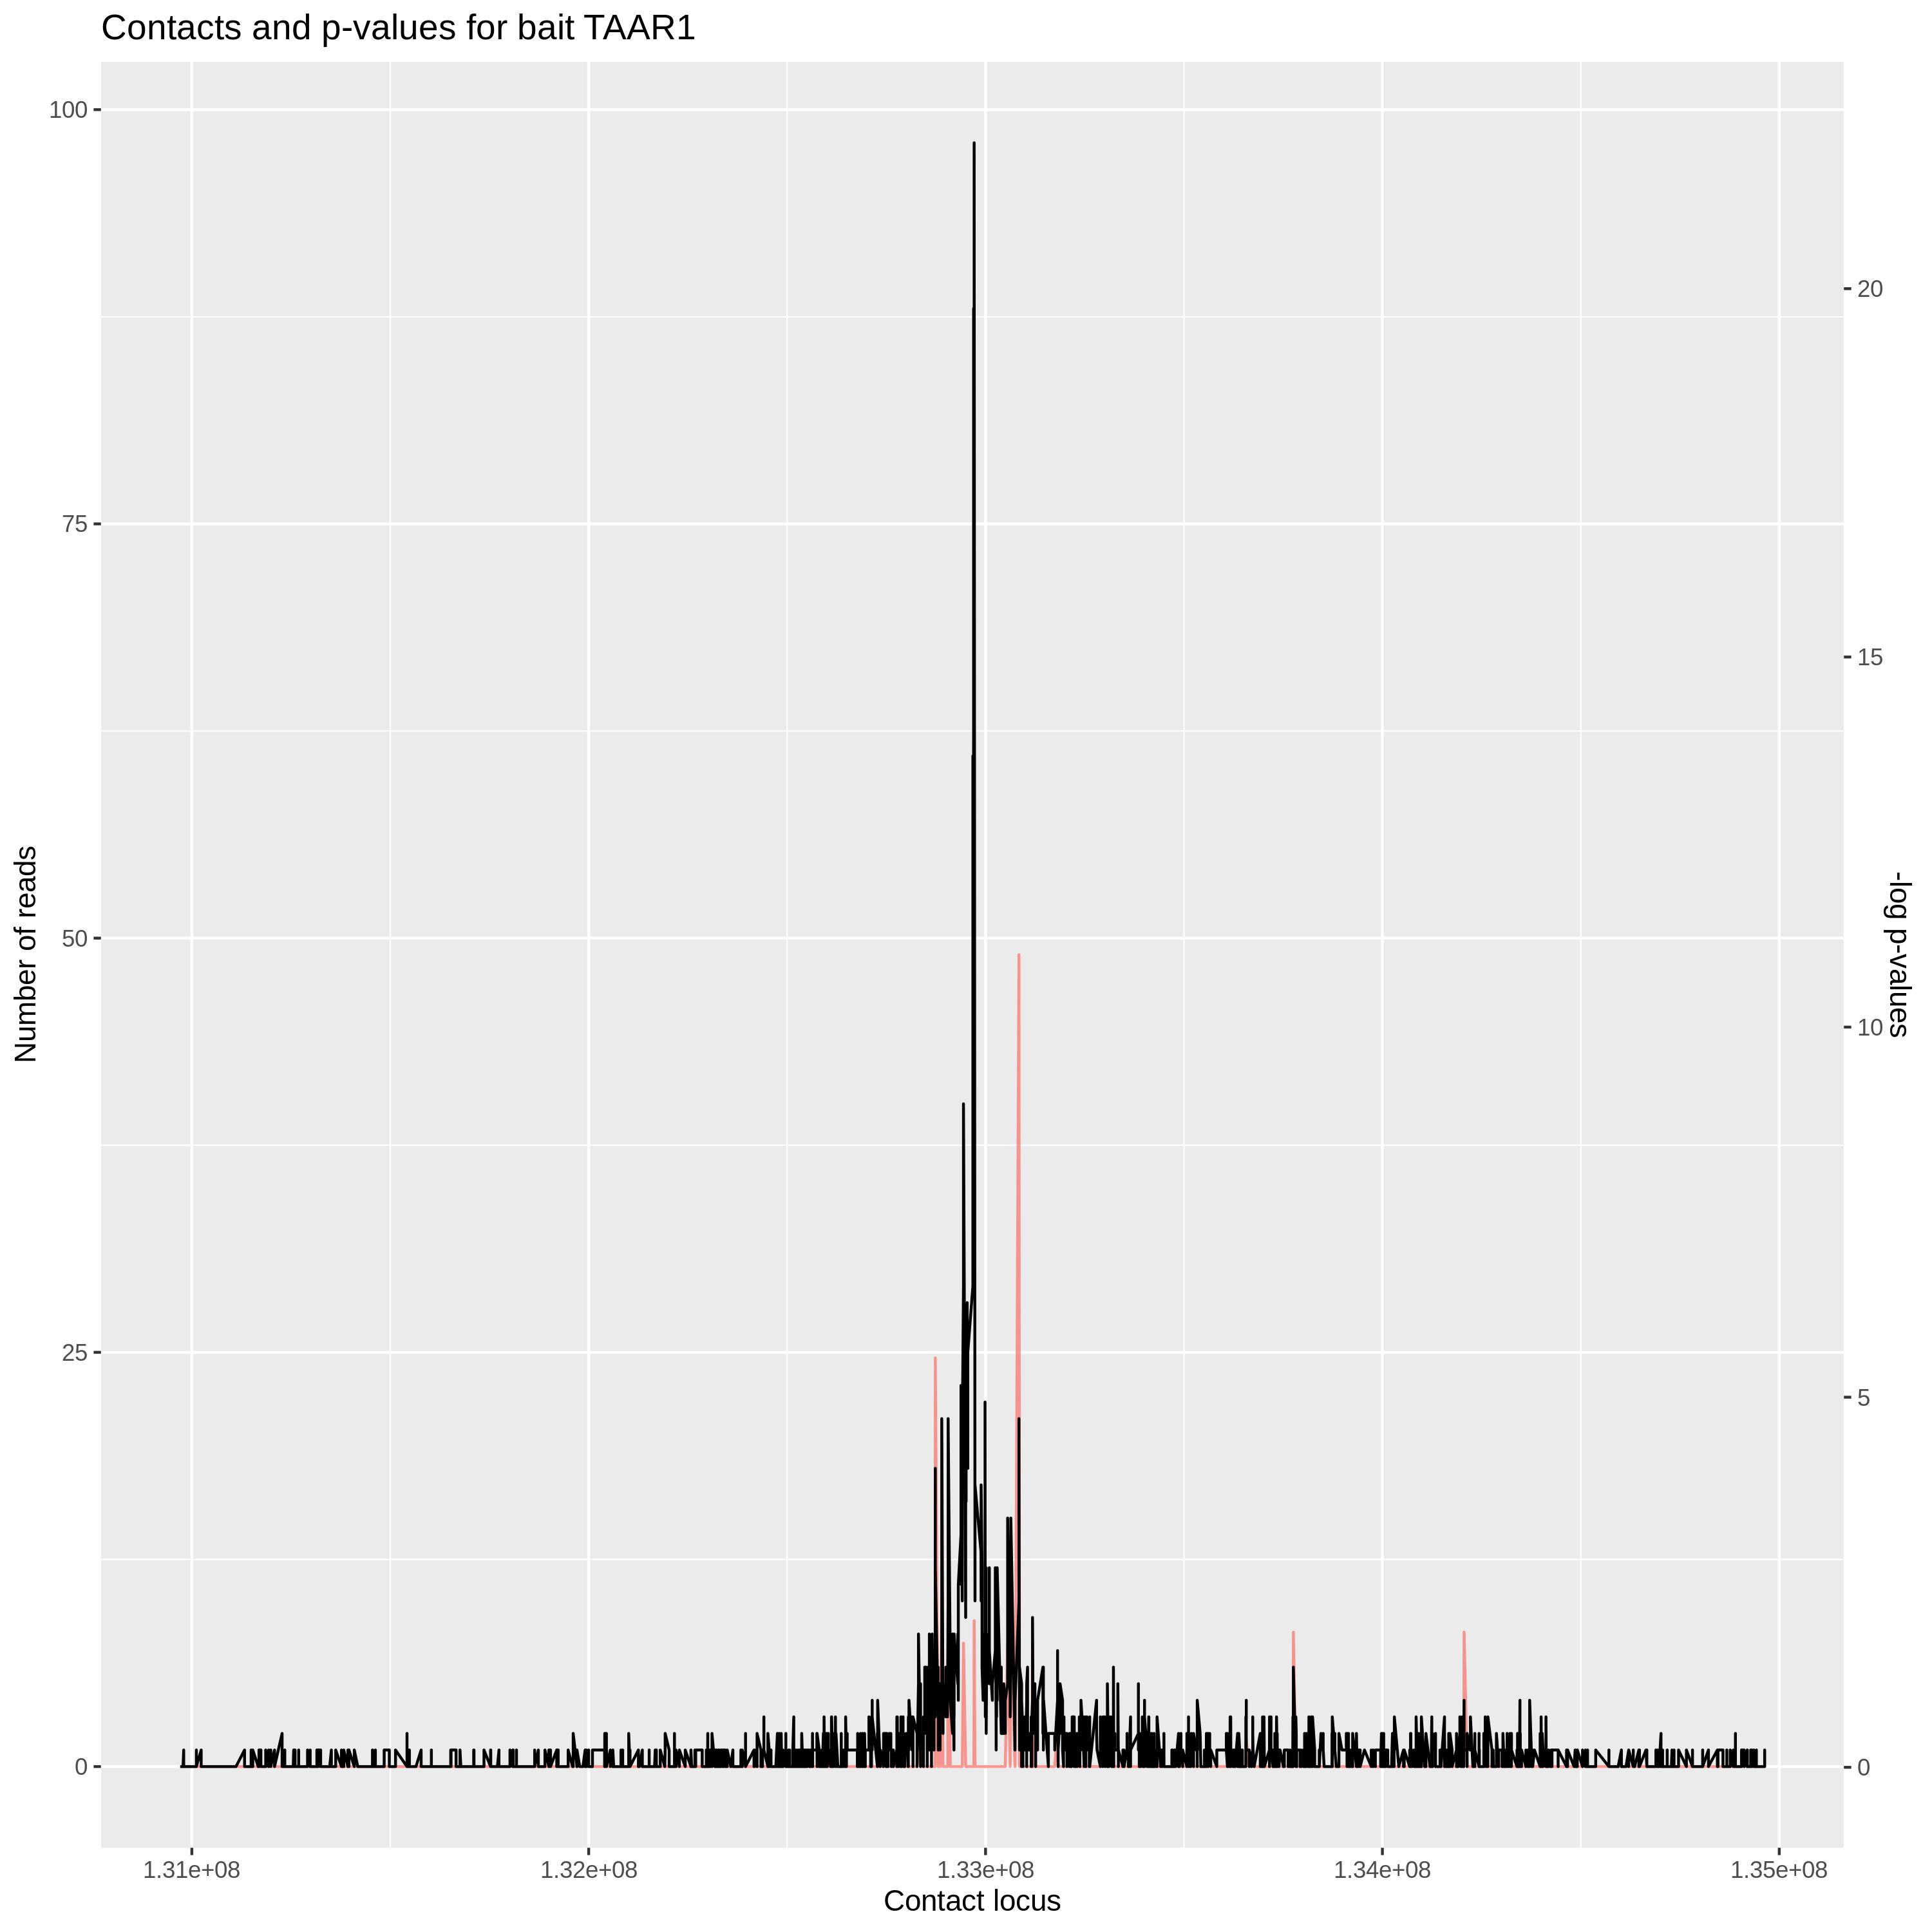 Contacts and p-values for bait TAAR1
100
75
50
25
0
Number of reads
20
15
10
5
0
-log p-values
1.31e+08
1.32e+08
1.33e+08
1.34e+08
1.35e+08
Contact locus